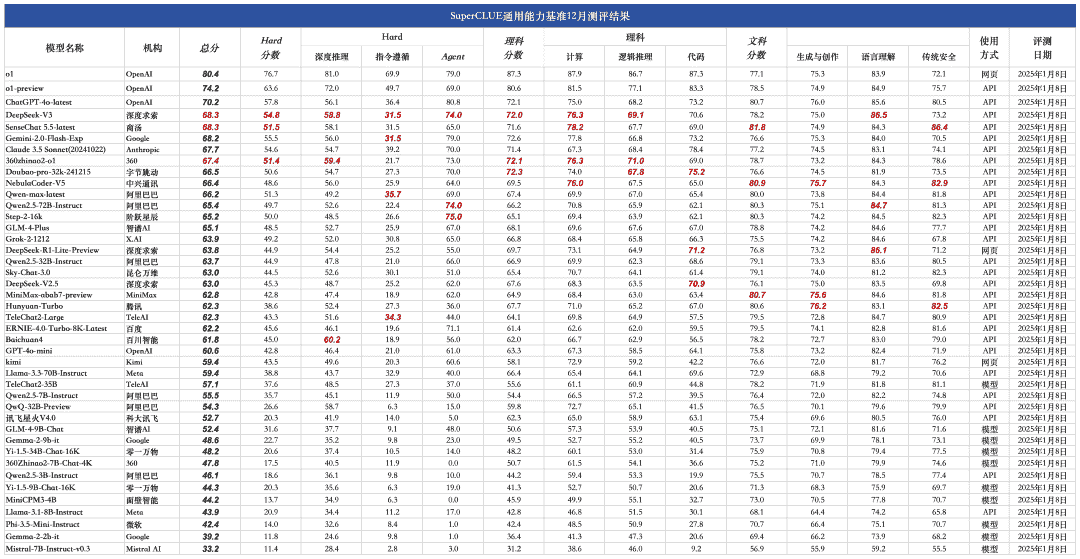 SuperCLUE通用能力基准12月测评结果
模型名称 机构 总分 Hard分数 Hard 理科分数 理科 文科分数 使用方式 评测日期
深度推理 指令遵循 Agent 计算 逻辑推理 代码 生成与创作 语言理解 传统安全
o1 OpenAI 80.4 76.7 81.0 69.9 79.0 87.3 87.9 86.7 87.3 77.1 75.3 83.9 72.1 网页 2025年1月8日
o1-preview OpenAI 74.2 63.6 72.0 49.7 69.0 80.6 81.5 77.1 83.3 78.5 74.9 84.9 75.7 API 2025年1月8日
ChatGPT-4o-latest OpenAI 70.2 57.8 56.1 36.4 80.8 72.1 75.0 68.2 73.2 80.7 76.0 85.6 80.5 API 2025年1月8日
DeepSeek-V3 深度求索 68.3 54.8 58.8 31.5 74.0 72.0 76.3 69.1 70.6 78.2 75.0 86.5 73.2 API 2025年1月8日
SenseChat 5.5-latest 商汤 68.3 51.5 58.1 31.5 65.0 71.6 78.2 67.7 69.0 81.8 74.9 84.3 86.4 API 2025年1月8日
Gemini-2.0-Flash-Exp Google 68.2 55.5 56.0 31.5 79.0 72.6 77.8 66.8 73.2 76.6 75.3 84.0 70.5 API 2025年1月8日
Claude 3.5 Sonnet(20241022) Anthropic 67.7 54.6 54.7 39.2 70.0 71.4 67.3 68.4 78.4 77.2 74.5 83.1 74.1 API 2025年1月8日
360zhinao2-o1 360 67.4 51.4 59.4 21.7 73.0 72.1 76.3 71.0 69.0 78.7 73.2 84.3 78.6 API 2025年1月8日
Doubao-pro-32k-241215 字节跳动 66.5 50.6 54.7 27.3 70.0 72.3 74.0 67.8 75.2 76.6 74.5 81.9 73.5 API 2025年1月8日
NebulaCoder-V5 中兴通讯 66.4 48.6 56.0 25.9 64.0 69.5 76.0 67.5 65.0 80.9 75.7 84.3 82.9 API 2025年1月8日
Qwen-max-latest 阿里巴巴 66.2 51.3 49.2 35.7 69.0 67.4 69.9 67.0 65.4 80.0 73.8 84.4 81.8 API 2025年1月8日
Qwen2.5-72B-Instruct 阿里巴巴 65.4 49.7 52.6 22.4 74.0 66.2 70.8 65.9 62.1 80.3 75.1 84.7 81.3 API 2025年1月8日
Step-2-16k 阶跃星辰 65.2 50.0 48.5 26.6 75.0 65.1 69.4 63.9 62.1 80.3 74.2 84.5 82.3 API 2025年1月8日
GLM-4-Plus 智谱AI 65.1 48.5 52.7 25.9 67.0 68.1 69.6 67.6 67.0 78.8 74.2 84.7 77.7 API 2025年1月8日
Grok-2-1212 X.AI 63.9 49.2 52.0 30.8 65.0 66.8 68.4 65.8 66.3 75.5 74.2 84.6 67.8 API 2025年1月8日
DeepSeek-R1-Lite-Preview 深度求索 63.8 44.9 54.4 25.2 55.0 69.7 73.1 64.9 71.2 76.8 73.2 86.1 71.2 网页 2025年1月8日
Qwen2.5-32B-Instruct 阿里巴巴 63.7 44.9 47.8 21.0 66.0 66.9 69.9 62.3 68.6 79.1 73.3 83.6 80.5 API 2025年1月8日
Sky-Chat-3.0 昆仑万维 63.0 44.5 52.6 30.1 51.0 65.4 70.7 64.1 61.4 79.1 74.0 81.2 82.3 API 2025年1月8日
DeepSeek-V2.5 深度求索 63.0 45.3 48.7 25.2 62.0 67.6 68.3 63.5 70.9 76.1 75.0 83.5 69.8 API 2025年1月8日
MiniMax-abab7-preview MiniMax 62.8 42.8 47.4 18.9 62.0 64.9 68.4 63.0 63.4 80.7 75.6 84.6 81.8 API 2025年1月8日
Hunyuan-Turbo 腾讯 62.3 38.6 52.4 27.3 36.0 67.7 71.0 65.2 67.0 80.6 76.2 83.1 82.5 API 2025年1月8日
TeleChat2-Large TeleAI 62.3 43.3 51.6 34.3 44.0 64.1 69.8 64.9 57.5 79.5 72.8 84.7 80.9 API 2025年1月8日
ERNIE-4.0-Turbo-8K-Latest 百度 62.2 45.6 46.1 19.6 71.1 61.4 62.6 62.0 59.5 79.5 74.1 82.8 81.6 API 2025年1月8日
Baichuan4 百川智能 61.8 45.0 60.2 18.9 56.0 62.0 66.7 62.9 56.5 78.2 72.7 83.0 79.0 API 2025年1月8日
GPT-4o-mini OpenAI 60.6 42.8 46.4 21.0 61.0 63.3 67.3 58.5 64.1 75.8 73.2 82.4 71.9 API 2025年1月8日
kimi Kimi 59.4 43.5 49.6 20.3 60.6 58.1 72.9 59.2 42.2 76.6 72.0 81.7 76.2 网页 2025年1月8日
Llama-3.3-70B-Instruct Meta 59.4 38.8 43.7 32.9 40.0 66.4 65.4 64.1 69.6 72.9 68.8 79.2 70.6 API 2025年1月8日
TeleChat2-35B TeleAI 57.1 37.6 48.5 27.3 37.0 55.6 61.1 60.9 44.8 78.2 71.9 81.8 81.1 模型 2025年1月8日
Qwen2.5-7B-Instruct 阿里巴巴 55.5 35.7 45.1 11.9 50.0 54.4 66.5 57.2 39.5 76.4 72.0 82.2 74.8 API 2025年1月8日
QwQ-32B-Preview 阿里巴巴 54.3 26.6 58.7 6.3 15.0 59.8 72.7 65.1 41.5 76.5 70.1 79.6 79.9 API 2025年1月8日
讯飞星火V4.0 科大讯飞 52.7 20.3 41.9 14.0 5.0 62.3 65.0 58.9 63.1 75.4 69.6 80.5 76.0 API 2025年1月8日
GLM-4-9B-Chat 智谱AI 52.4 31.6 37.7 9.1 48.0 50.6 57.3 53.9 40.5 75.1 72.1 81.6 71.6 模型 2025年1月8日
Gemma-2-9b-it Google 48.6 22.7 35.2 9.8 23.0 49.5 52.7 55.2 40.5 73.7 69.9 78.1 73.1 模型 2025年1月8日
Yi-1.5-34B-Chat-16K 零一万物 48.2 20.6 37.4 10.5 14.0 48.2 60.1 53.0 31.4 75.9 70.8 79.4 77.5 模型 2025年1月8日
360Zhinao2-7B-Chat-4K 360 47.8 17.5 40.5 11.9 0.0 50.7 61.5 54.1 36.6 75.2 71.0 79.9 74.6 模型 2025年1月8日
Qwen2.5-3B-Instruct 阿里巴巴 46.1 18.6 36.1 9.8 10.0 44.2 59.4 53.3 19.9 75.5 70.7 78.5 77.4 API 2025年1月8日
Yi-1.5-9B-Chat-16K 零一万物 44.3 20.3 35.6 6.3 19.0 41.3 52.7 50.7 20.6 71.3 68.3 75.9 69.7 模型 2025年1月8日
MiniCPM3-4B 面壁智能 44.2 13.7 34.9 6.3 0.0 45.9 49.9 55.1 32.7 73.0 70.5 77.8 70.7 模型 2025年1月8日
Llama-3.1-8B-Instruct Meta 43.9 20.9 34.4 11.2 17.0 42.8 46.8 51.5 30.1 68.1 64.4 74.2 65.8 API 2025年1月8日
Phi-3.5-Mini-Instruct 微软 42.4 14.0 32.6 8.4 1.0 42.4 48.5 50.9 27.8 70.7 66.4 75.1 70.7 模型 2025年1月8日
Gemma-2-2b-it Google 39.2 11.8 24.6 9.8 1.0 36.4 41.3 47.3 20.6 69.4 66.2 73.9 68.2 模型 2025年1月8日
Mistral-7B-Instruct-v0.3 Mistral AI 33.2 11.4 28.4 2.8 3.0 31.2 38.6 46.0 9.2 56.9 55.9 59.2 55.5 模型 2025年1月8日